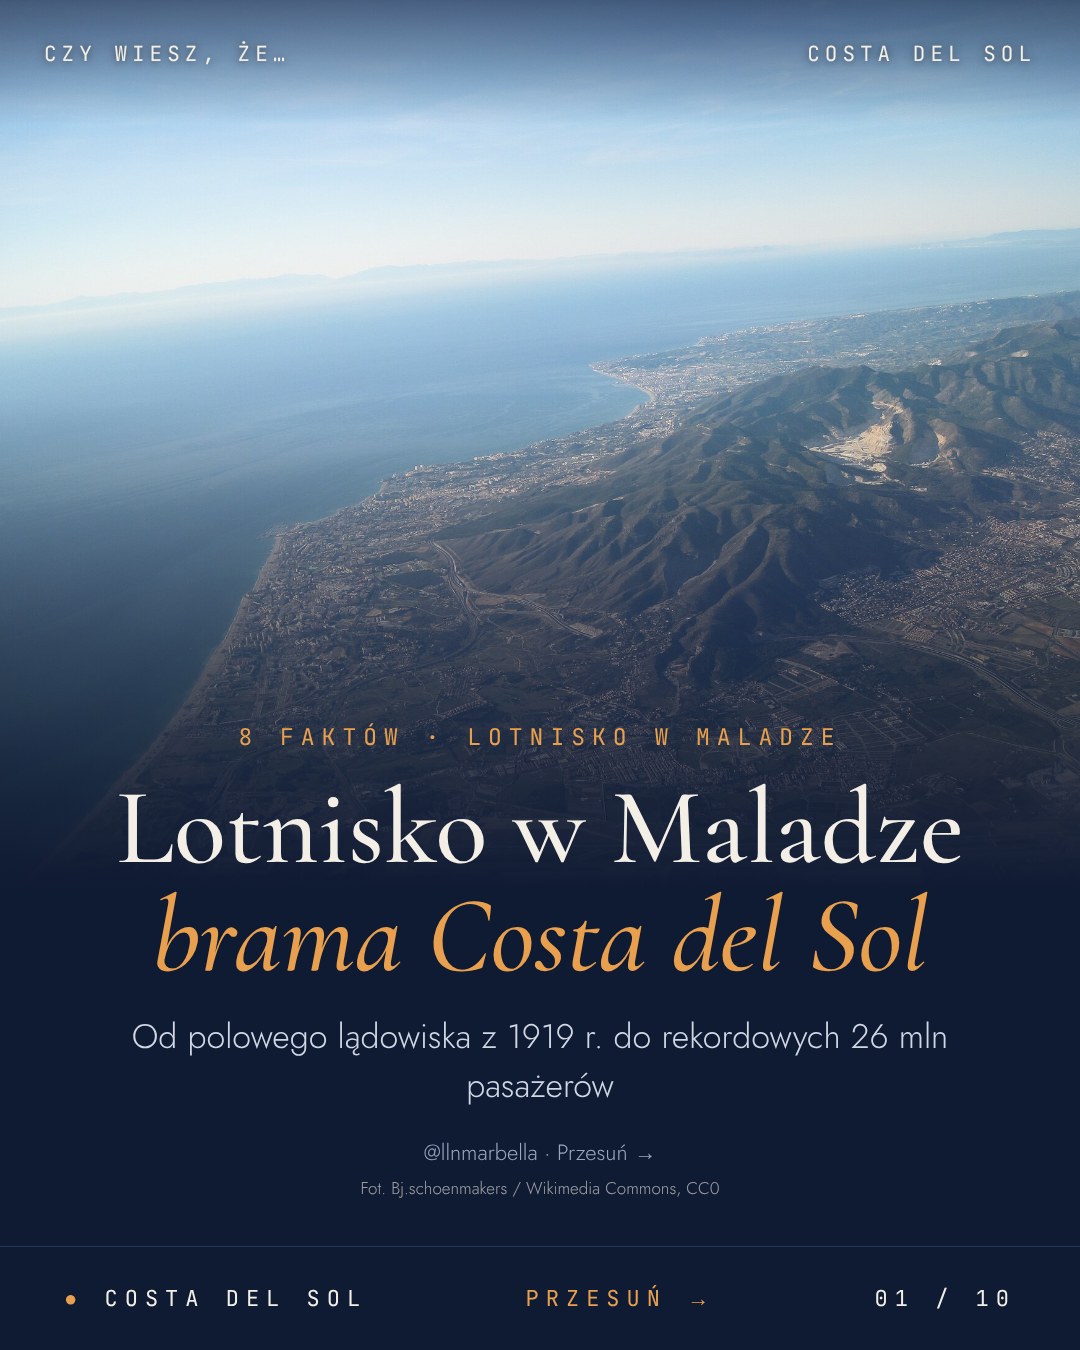 CZY WIESZ, ŻE…
COSTA DEL SOL
8 FAKTÓW · LOTNISKO W MALADZE
Lotnisko w Maladze
brama Costa del Sol
Od polowego lądowiska z 1919 r. do rekordowych 26 mln
pasażerów
@llnmarbella · Przesuń →
Fot. Bj.schoenmakers / Wikimedia Commons, CC0
• COSTA DEL SOL
PRZESUŃ →
01 / 10